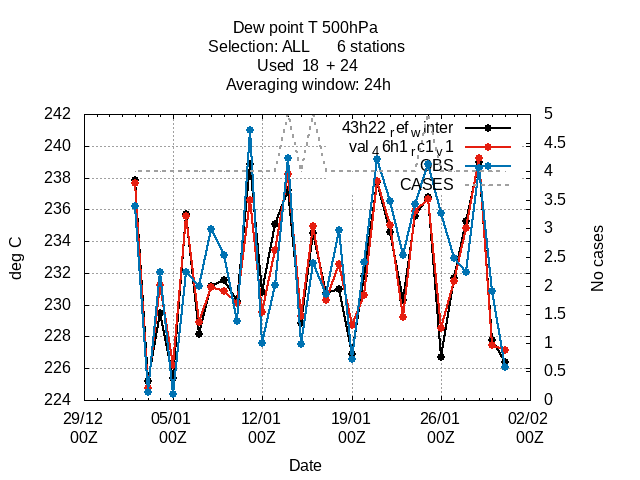 Dew point T 500hPa
Selection: ALL 6 stations
Used 18 + 24
Averaging window: 24h
43h22ref winter
val46h1rc1v1
OBS
CASES
242
240
238
236
234
232
230
228
226
224
deg C
5
4.5
4
3.5
3
2.5
2
1.5
1
0.5
0
No cases
29/12 05/01 12/01 19/01 26/01 02/02
00Z 00Z 00Z 00Z 00Z 00Z
Date